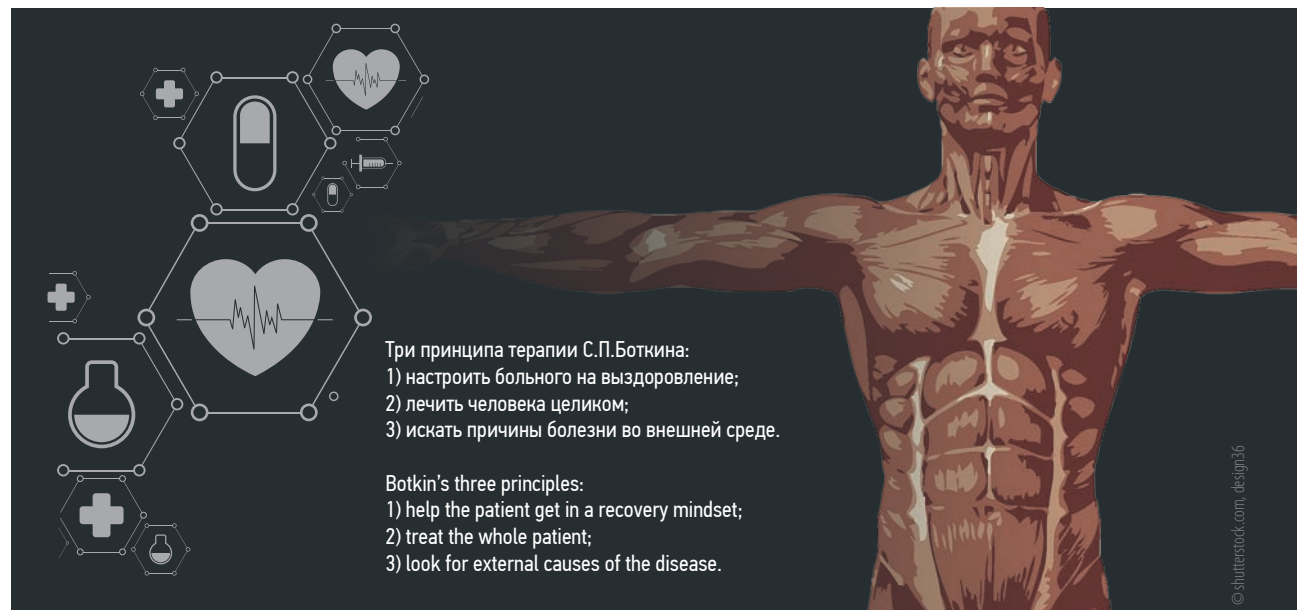 Три принципа терапии С.П.Боткина:
1) настроить больного на выздоровление;
2) лечить человека целиком;
3) искать причины болезни во внешней среде.
Botkin's three principles:
1) help the patient get in a recovery mindset;
2) treat the whole patient;
3) look for external causes of the disease.
© shutterstock.com, design36